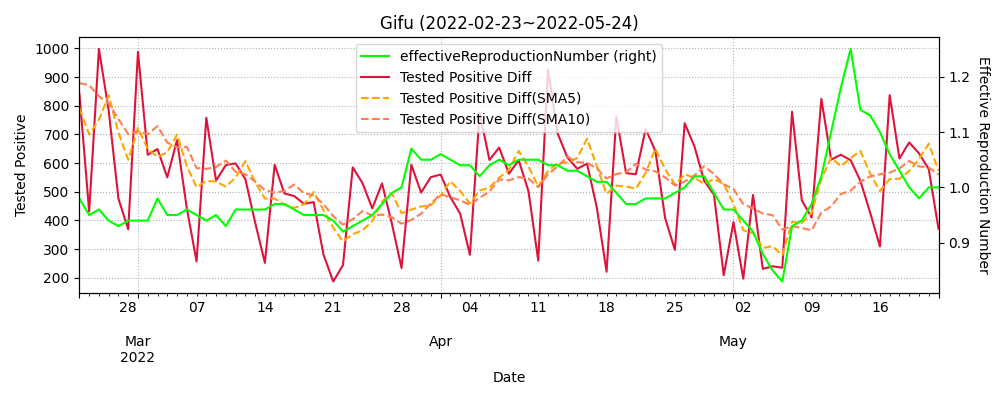 Gifu (2022-02-23~2022-05-24)
effectiveReproductionNumber (right)
Tested Positive Diff
Tested Positive Diff(SMA5)
Tested Positive Diff(SMA10)
Tested Positive
1000
900
800
700
600
500
400
300
200
1.2
1.1
1.0
0.9
Effective Reproduction Number
28 07 14 21 28 04 11 18 25 02 09 16
Mar Apr May
2022
Date